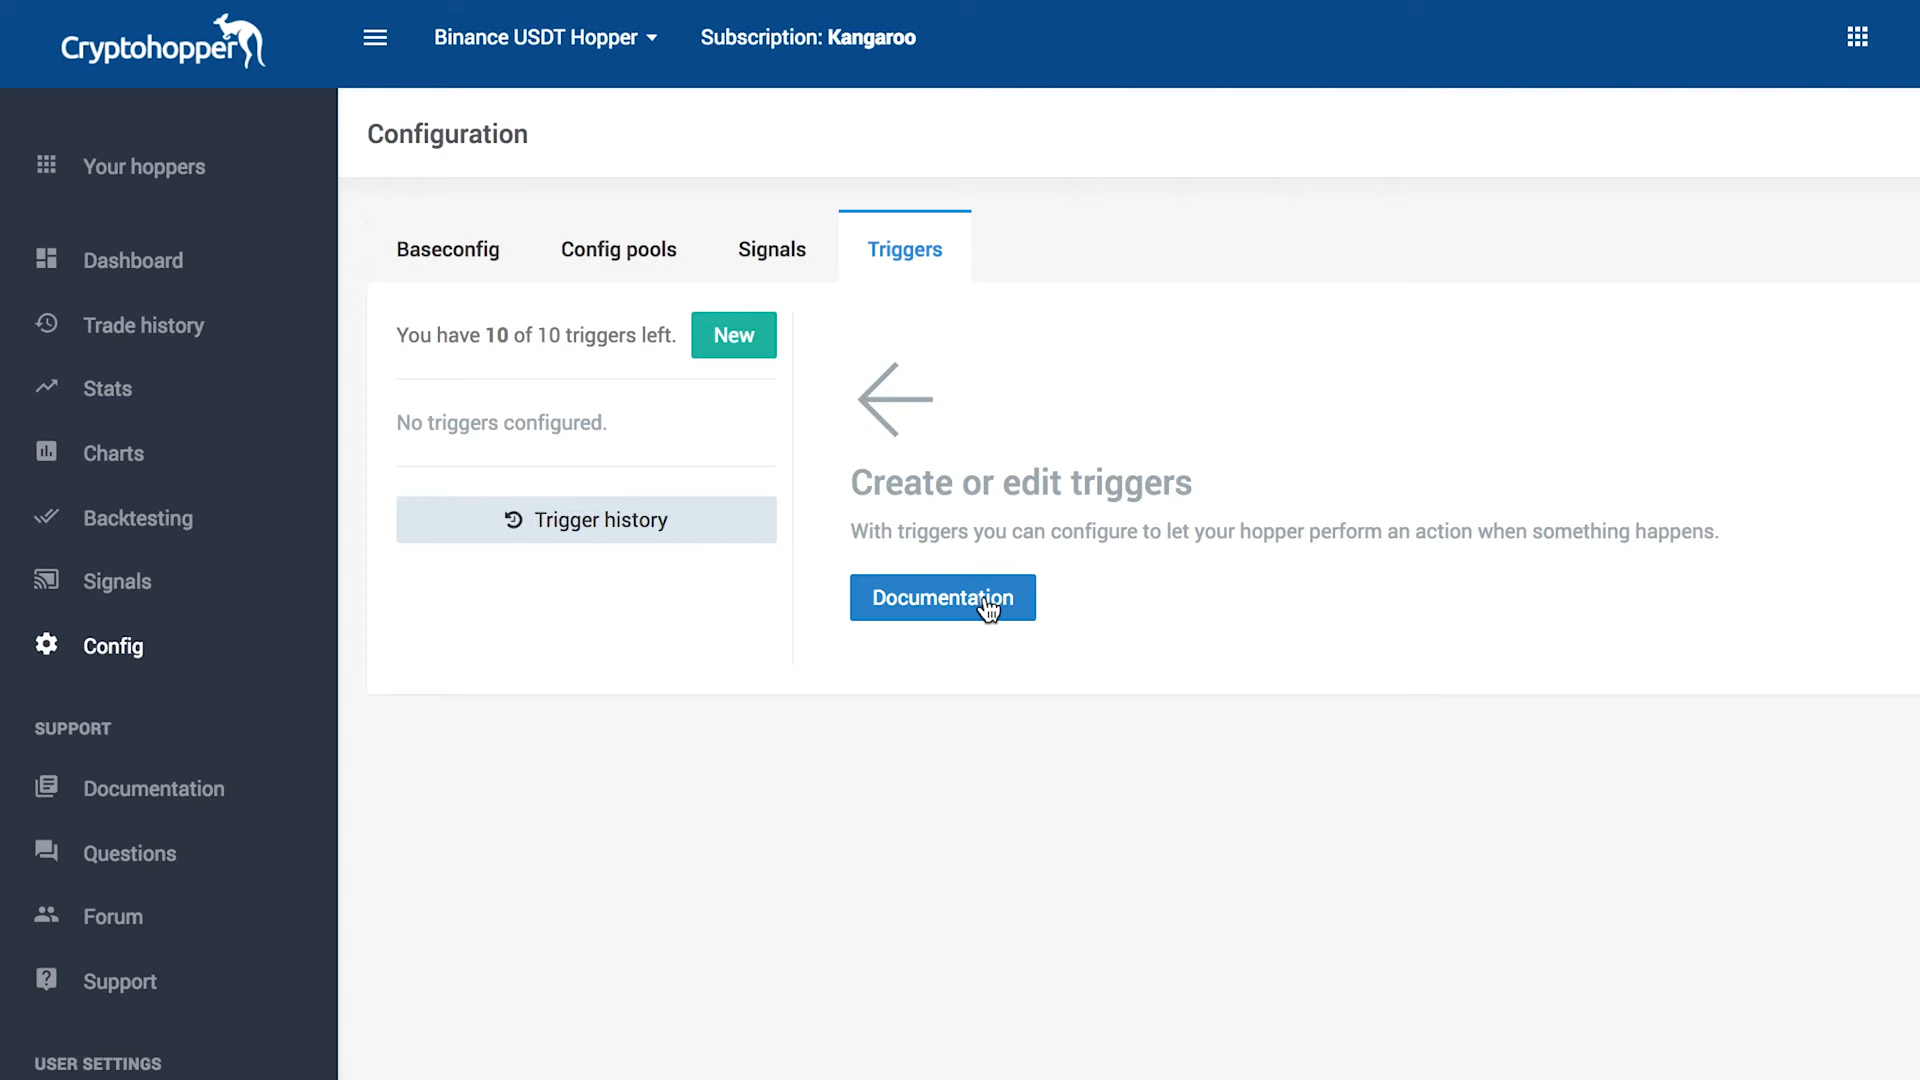 Cryptohopper
Binance USDT Hopper
Subscription: Kangaroo
Your hoppers
Dashboard
Trade history
Stats
Charts
Backtesting
Signals
Config
SUPPORT
Documentation
Questions
Forum
Support
USER SETTINGS
Configuration
Baseconfig
Config pools
Signals
Triggers
You have 10 of 10 triggers left.
New
No triggers configured.
Trigger history
Create or edit triggers
With triggers you can configure to let your hopper perform an action when something happens.
Documentation